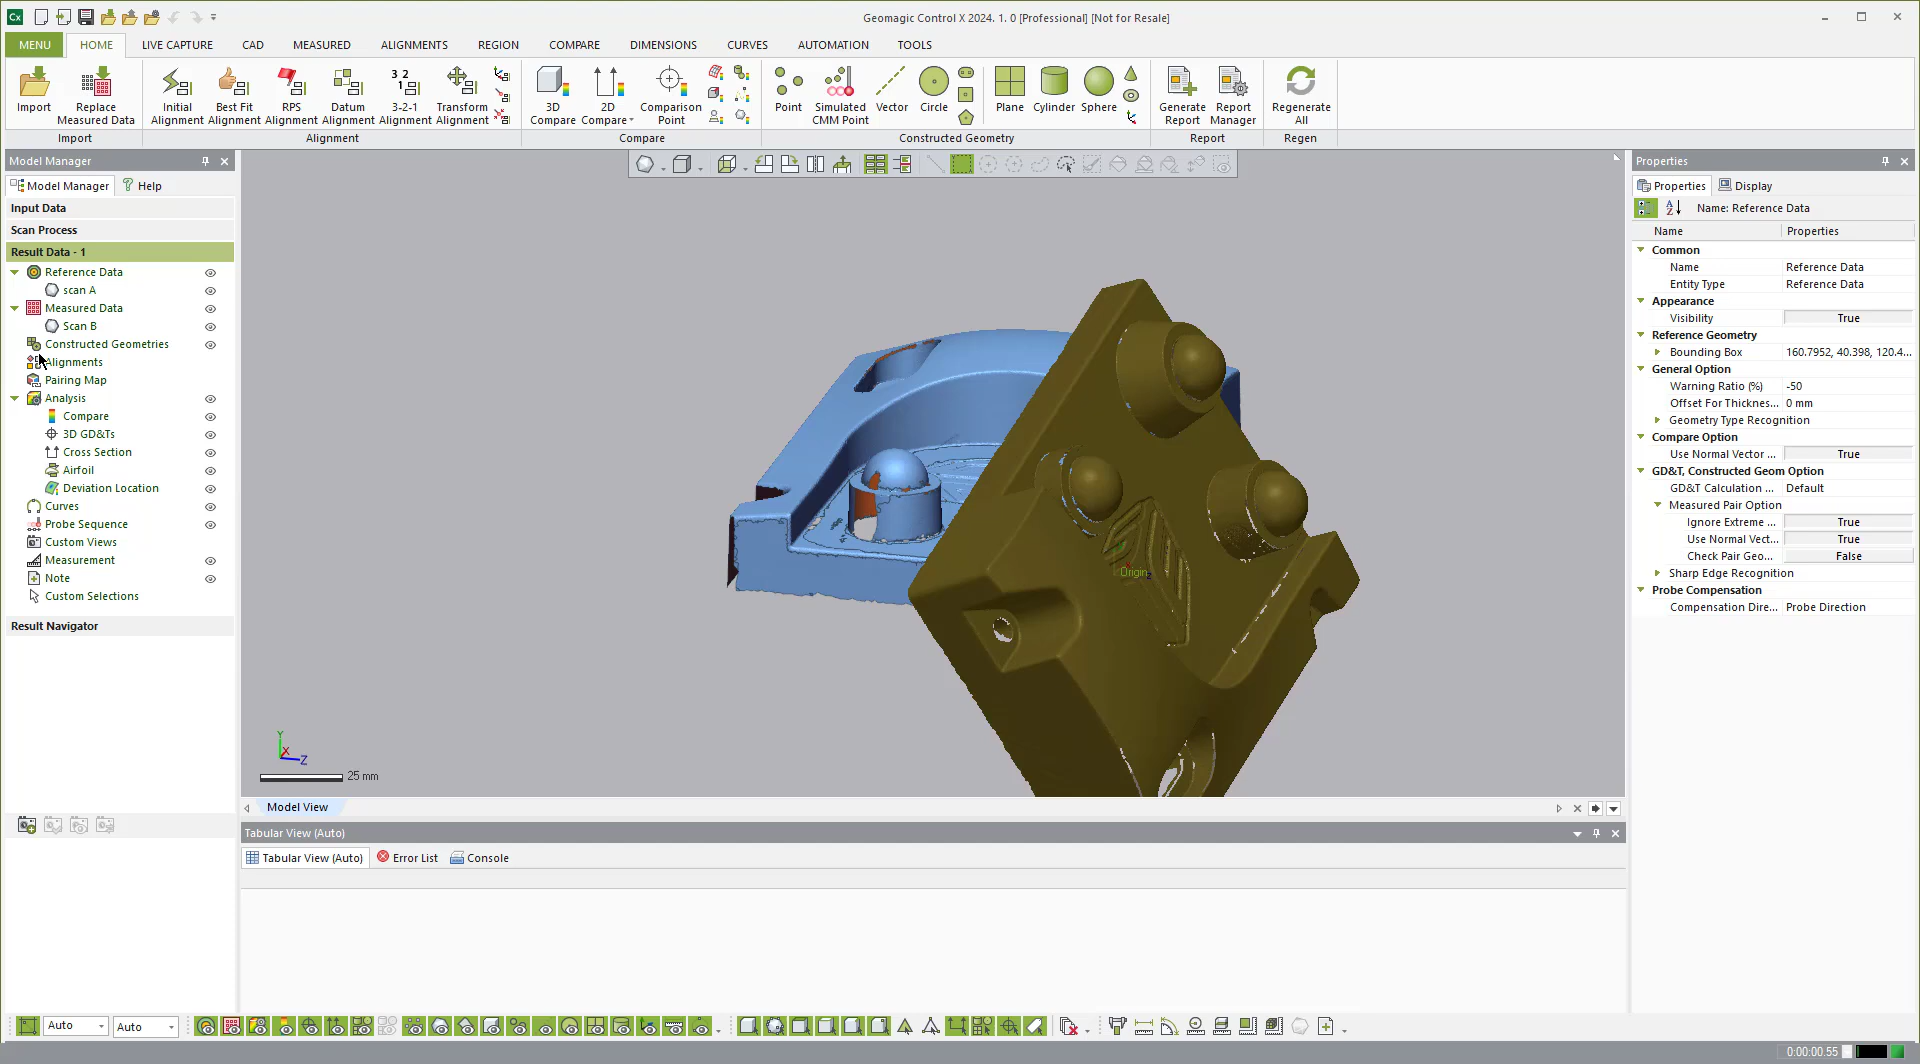 Cx
Geomagic Control X 2024. 1. 0 [Professional] [Not for Resale]
MENU HOME LIVE CAPTURE CAD MEASURED ALIGNMENTS REGION COMPARE DIMENSIONS CURVES AUTOMATION TOOLS
Import Replace Measured Data Initial Alignment Best Fit Alignment RPS Alignment Datum Alignment 3-2-1 Alignment Transform Alignment 3D Compare 2D Compare Comparison Point Point Simulated CMM Point Vector Circle Plane Cylinder Sphere Generate Report Report Manager Regenerate All
Import Alignment Compare Constructed Geometry Report Regen
Model Manager
Model Manager Help
Input Data
Scan Process
Result Data - 1
Reference Data
scan A
Measured Data
Scan B
Constructed Geometries
Alignments
Pairing Map
Analysis
Compare
3D GD&Ts
Cross Section
Airfoil
Deviation Location
Curves
Probe Sequence
Custom Views
Measurement
Note
Custom Selections
Result Navigator
Origin
Y
X
Z
25 mm
Model View
Tabular View (Auto)
Tabular View (Auto) Error List Console
Properties
Properties Display
Name: Reference Data
Name Properties
Common
Name Reference Data
Entity Type Reference Data
Appearance
Visibility True
Reference Geometry
Bounding Box 160.7952, 40.398, 120.4...
General Option
Warning Ratio (%) -50
Offset For Thicknes... 0 mm
Geometry Type Recognition
Compare Option
Use Normal Vector ... True
GD&T, Constructed Geom Option
GD&T Calculation ... Default
Measured Pair Option
Ignore Extreme ... True
Use Normal Vect... True
Check Pair Geo... False
Sharp Edge Recognition
Probe Compensation
Compensation Dire... Probe Direction
Auto Auto
0:00:00.55